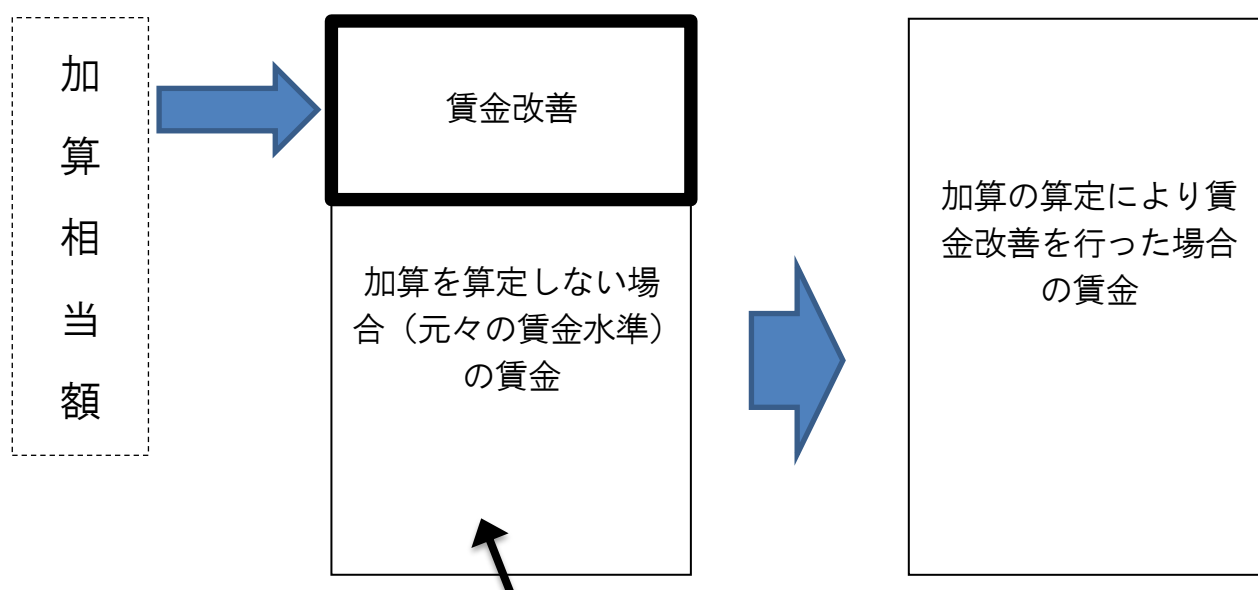 加
算
相
当
額
賃金改善
加算を算定しない場
合（元々の賃金水準）
の賃金
加算の算定により賃
金改善を行った場合
の賃金